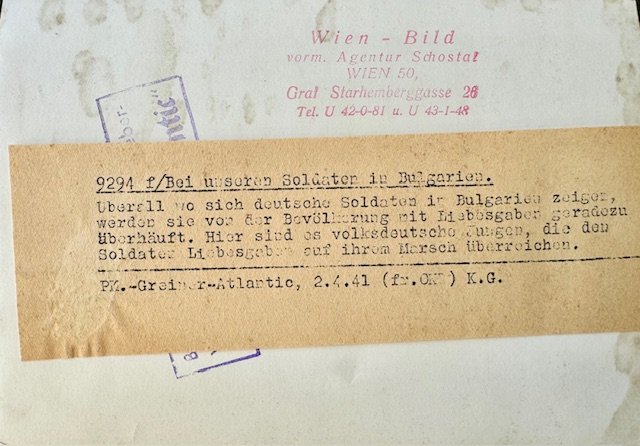 Wien - Bild
vorm. Agentur Schostal
WIEN 50,
Graf Starhemberggasse 26
Tel. U 42-0-81 u. U 43-1-48
9294 f/Bei unseren Soldaten in Bulgarien.
Überall wo sich deutsche Soldaten in Bulgarien zeigen,
werden sie von der Bevölkerung mit Liebesgaben geradezu
überhäuft. Hier sind es volksdeutsche Jungen, die den
Soldaten Liebesgaben auf ihrem Marsch überreichen.
PK.-Greiner-Atlantic, 2.4.41 (fr.OKW) K.G.